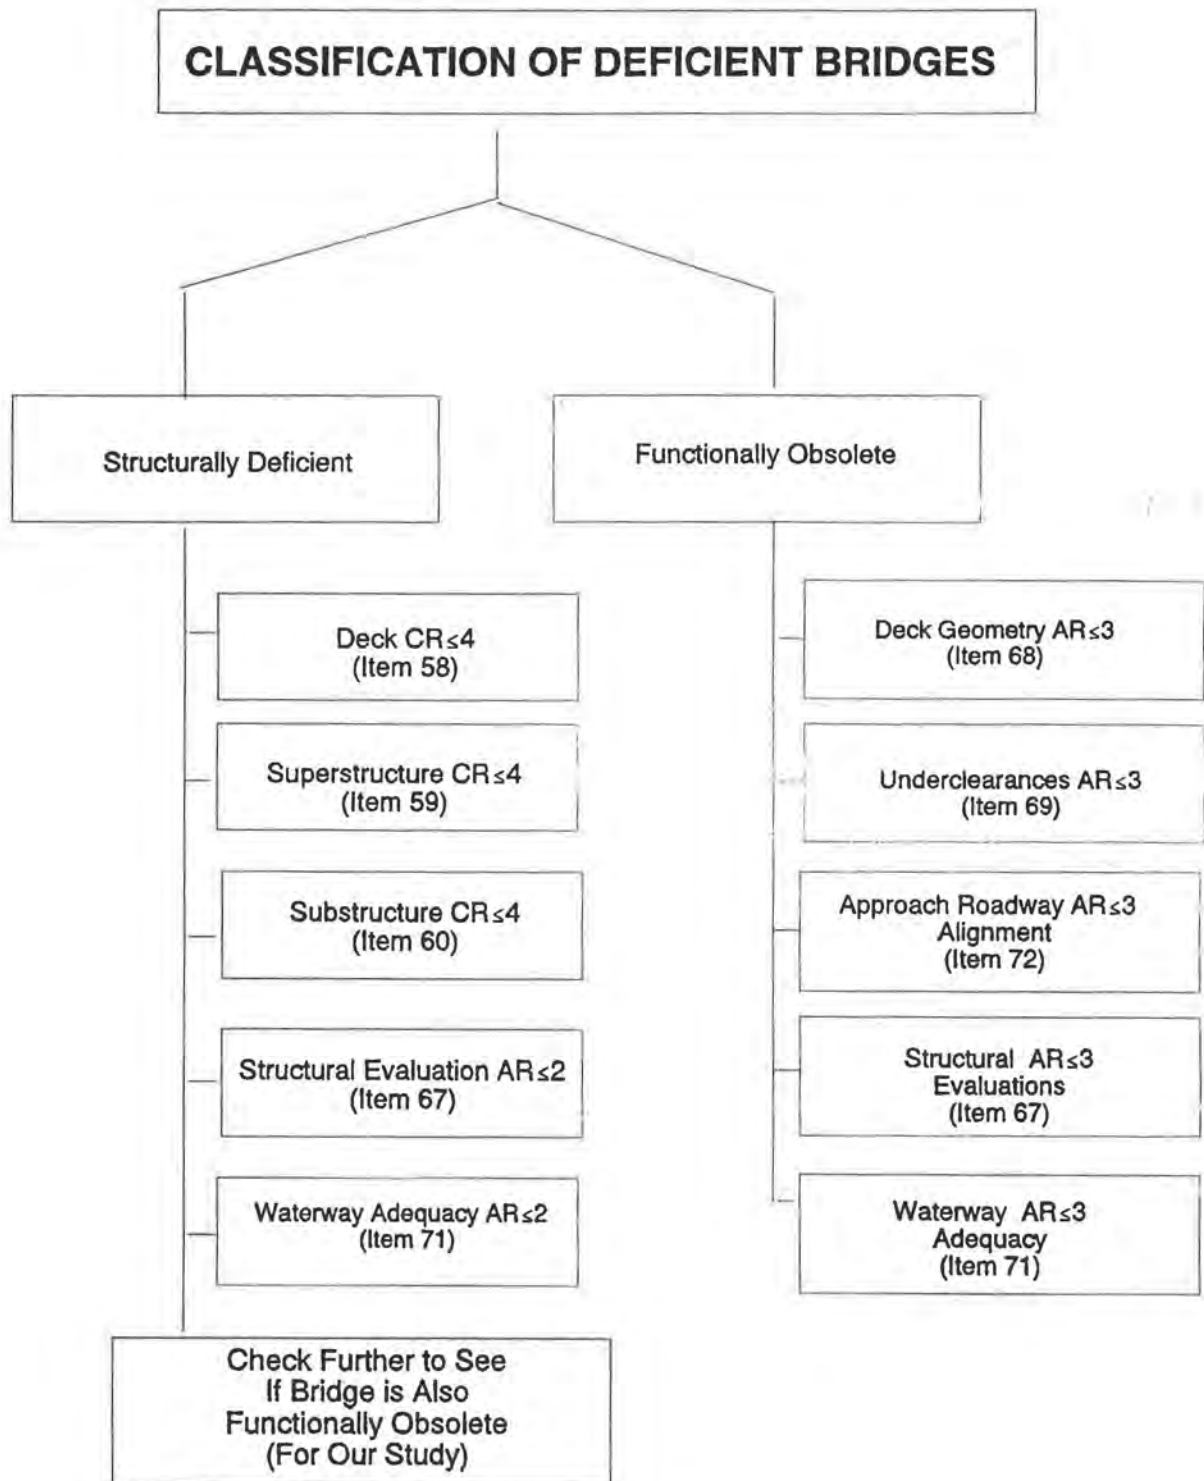 CLASSIFICATION OF DEFICIENT BRIDGES
Structurally Deficient
Deck CR≤4
(Item 58)
Superstructure CR≤4
(Item 59)
Substructure CR≤4
(Item 60)
Structural Evaluation AR≤2
(Item 67)
Waterway Adequacy AR≤2
(Item 71)
Check Further to See
If Bridge is Also
Functionally Obsolete
(For Our Study)
Functionally Obsolete
Deck Geometry AR≤3
(Item 68)
Underclearances AR≤3
(Item 69)
Approach Roadway AR≤3
Alignment
(Item 72)
Structural AR≤3
Evaluations
(Item 67)
Waterway AR≤3
Adequacy
(Item 71)